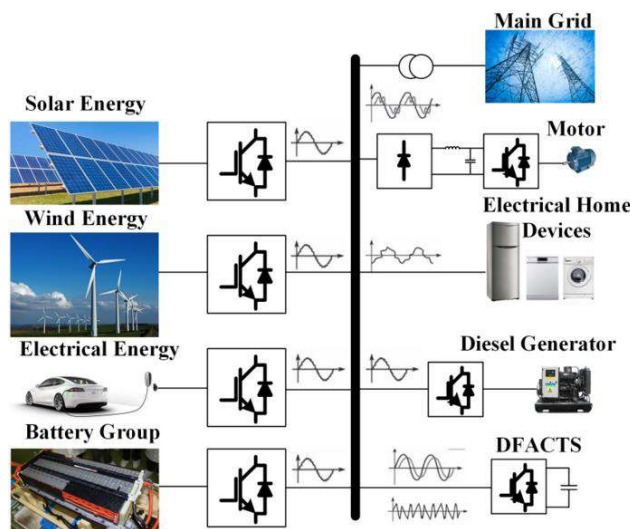 Main Grid
Solar Energy
Motor
Wind Energy
Electrical Home
Devices
Electrical Energy
Diesel Generator
Battery Group
DFACTS